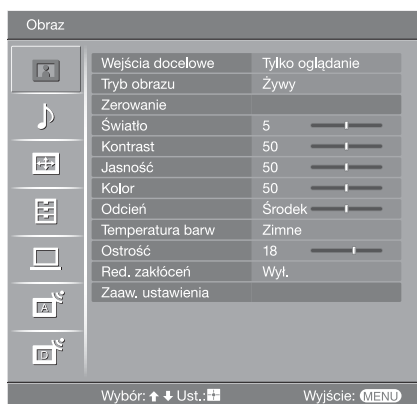 Obraz
Wejścia docelowe Tylko oglądanie
Tryb obrazu Żywy
Zerowanie
Światło 5
Kontrast 50
Jasność 50
Kolor 50
Odcień Środek
Temperatura barw Zimne
Ostrość 18
Red. zakłóceń Wył.
Zaaw. ustawienia
A
D
Wybór: ↑ ↓ Ust.: Wyjście: MENU